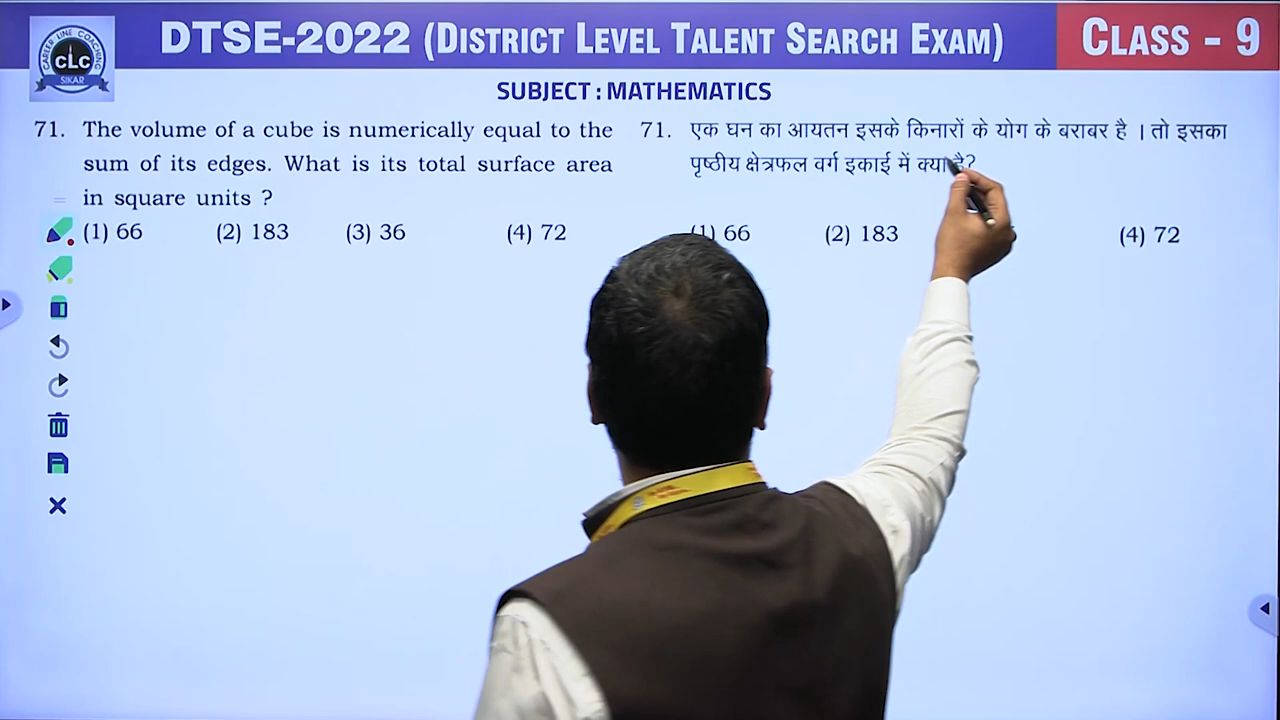 CAREER LINE COACHING
CLC
SIKAR
DTSE-2022 (DISTRICT LEVEL TALENT SEARCH EXAM)
CLASS - 9
SUBJECT : MATHEMATICS
71. The volume of a cube is numerically equal to the
sum of its edges. What is its total surface area
in square units ?
(1) 66 (2) 183 (3) 36 (4) 72
71. एक घन का आयतन इसके किनारों के योग के बराबर है । तो इसका
पृष्ठीय क्षेत्रफल वर्ग इकाई में क्या है?
(1) 66 (2) 183 (4) 72